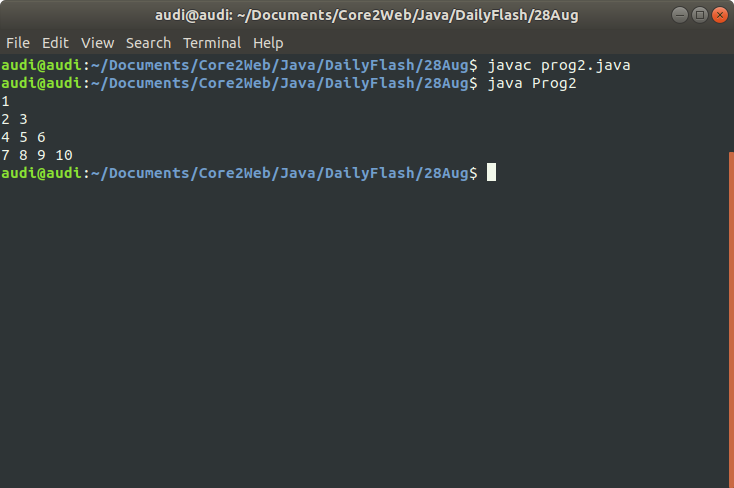 audi@audi: ~/Documents/Core2Web/Java/DailyFlash/28Aug
File Edit View Search Terminal Help
audi@audi:~/Documents/Core2Web/Java/DailyFlash/28Aug$ javac prog2.java
audi@audi:~/Documents/Core2Web/Java/DailyFlash/28Aug$ java Prog2
1
2 3
4 5 6
7 8 9 10
audi@audi:~/Documents/Core2Web/Java/DailyFlash/28Aug$